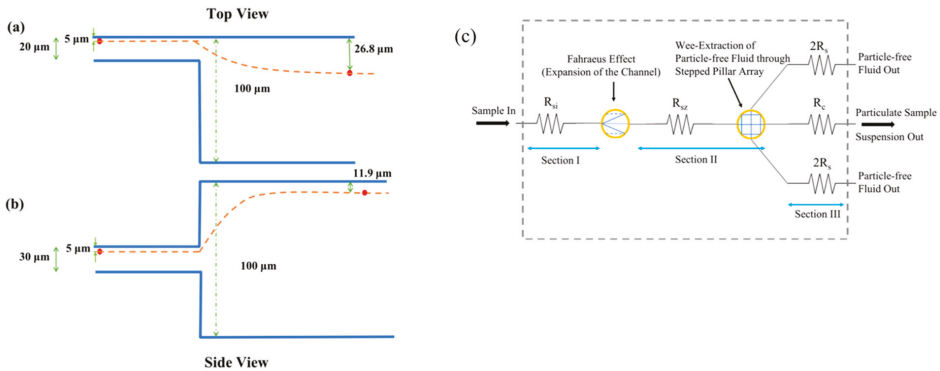 Top View
(a)
5 µm
20 µm
26.8 µm
100 µm
11.9 µm
(b)
5 µm
30 µm
100 µm
Side View
(c)
Fahraeus Effect
(Expansion of the Channel)
Wee-Extraction of
Particle-free Fluid through
Stepped Pillar Array
2Rs
Particle-free
Fluid Out
Sample In
Rsi
Rsz
Rc
Particulate Sample
Suspension Out
Section I
Section II
2Rs
Particle-free
Fluid Out
Section III